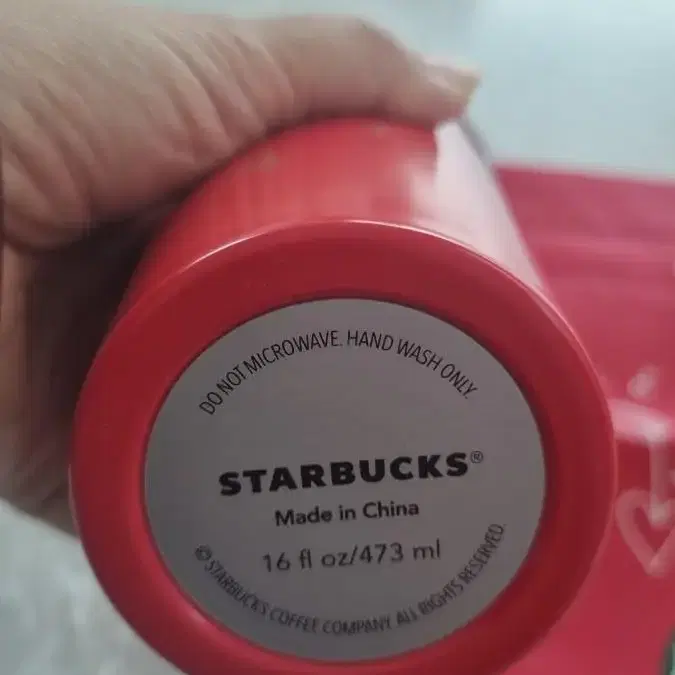 DO NOT MICROWAVE. HAND WASH ONLY.
STARBUCKS®
Made in China
16 fl oz/473 ml
© STARBUCKS COFFEE COMPANY. ALL RIGHTS RESERVED.